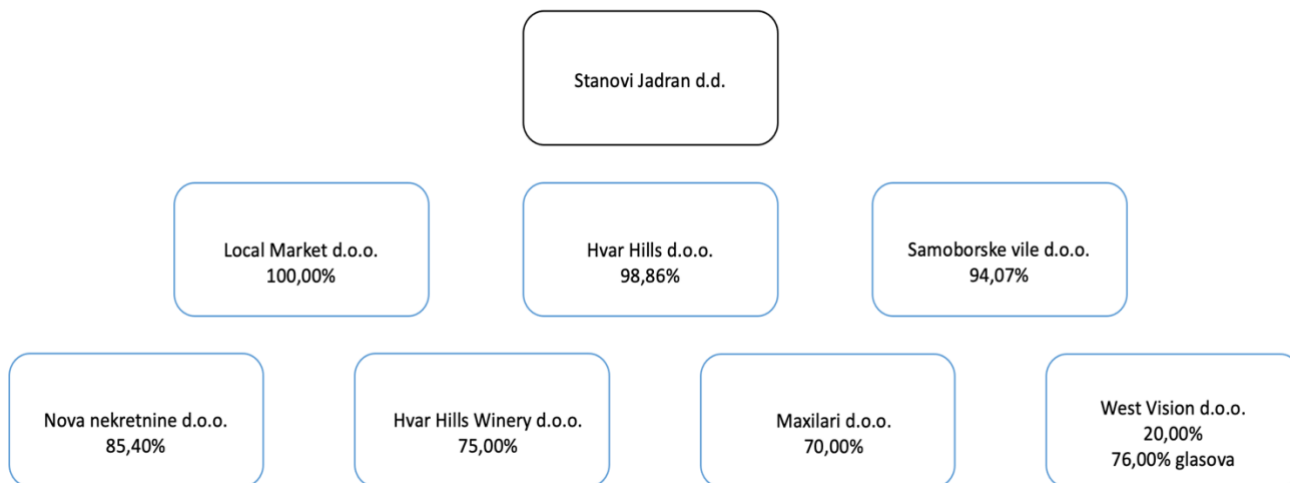 Stanovi Jadran d.d.
Local Market d.o.o.
100,00%
Hvar Hills d.o.o.
98,86%
Samoborske vile d.o.o.
94,07%
Nova nekretnine d.o.o.
85,40%
Hvar Hills Winery d.o.o.
75,00%
Maxilari d.o.o.
70,00%
West Vision d.o.o.
20,00%
76,00% glasova